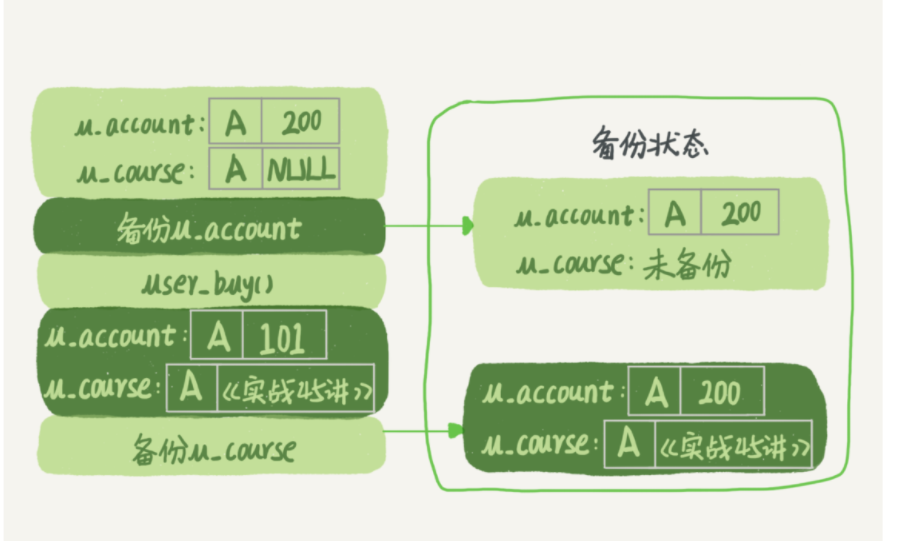 u_account: A 200
u_course: A NULL
备份u_account
user_buy()
u_account: A 101
u_course: A 《实战45讲》
备份u_course
备份状态
u_account: A 200
u_course: 未备份
u_account: A 200
u_course: A 《实战45讲》